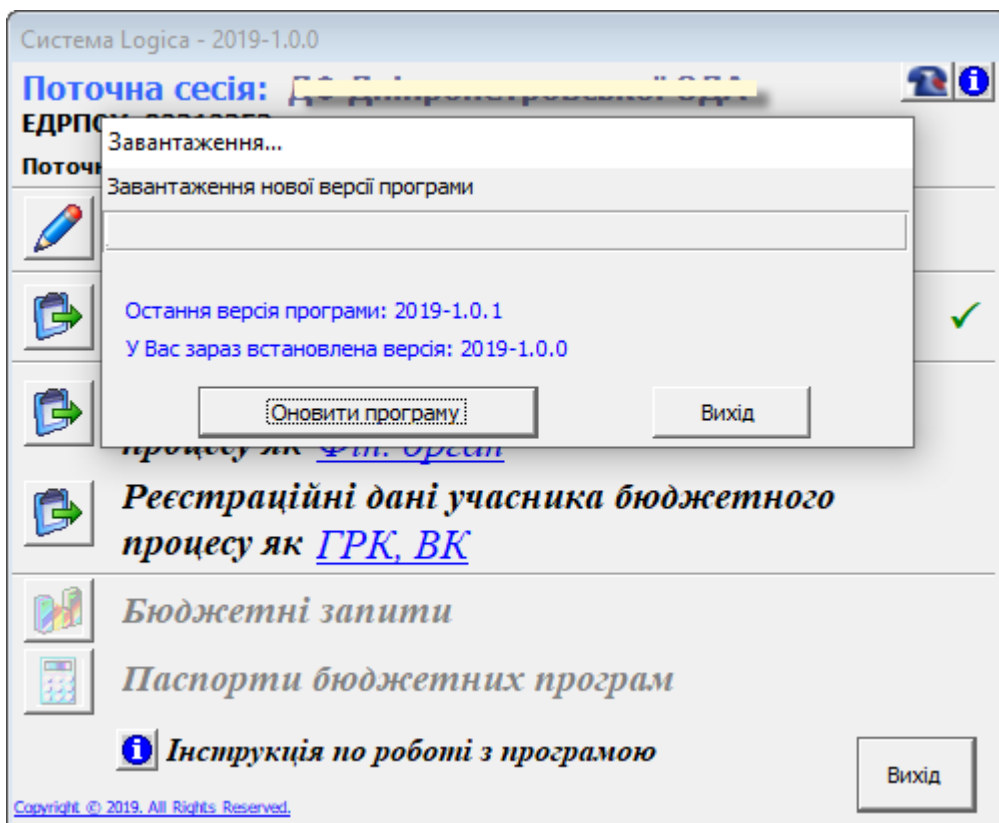 Система Logica - 2019-1.0.0
Поточна сесія:
Завантаження...
Завантаження нової версії програми
Остання версія програми: 2019-1.0.1
У Вас зараз встановлена версія: 2019-1.0.0
Оновити програму
Вихід
процесу як Фін. орган
Реєстраційні дані учасника бюджетного
процесу як ГРК, ВК
Бюджетні запити
Паспорти бюджетних програм
Інструкція по роботі з програмою
Вихід
Copyright © 2019. All Rights Reserved.